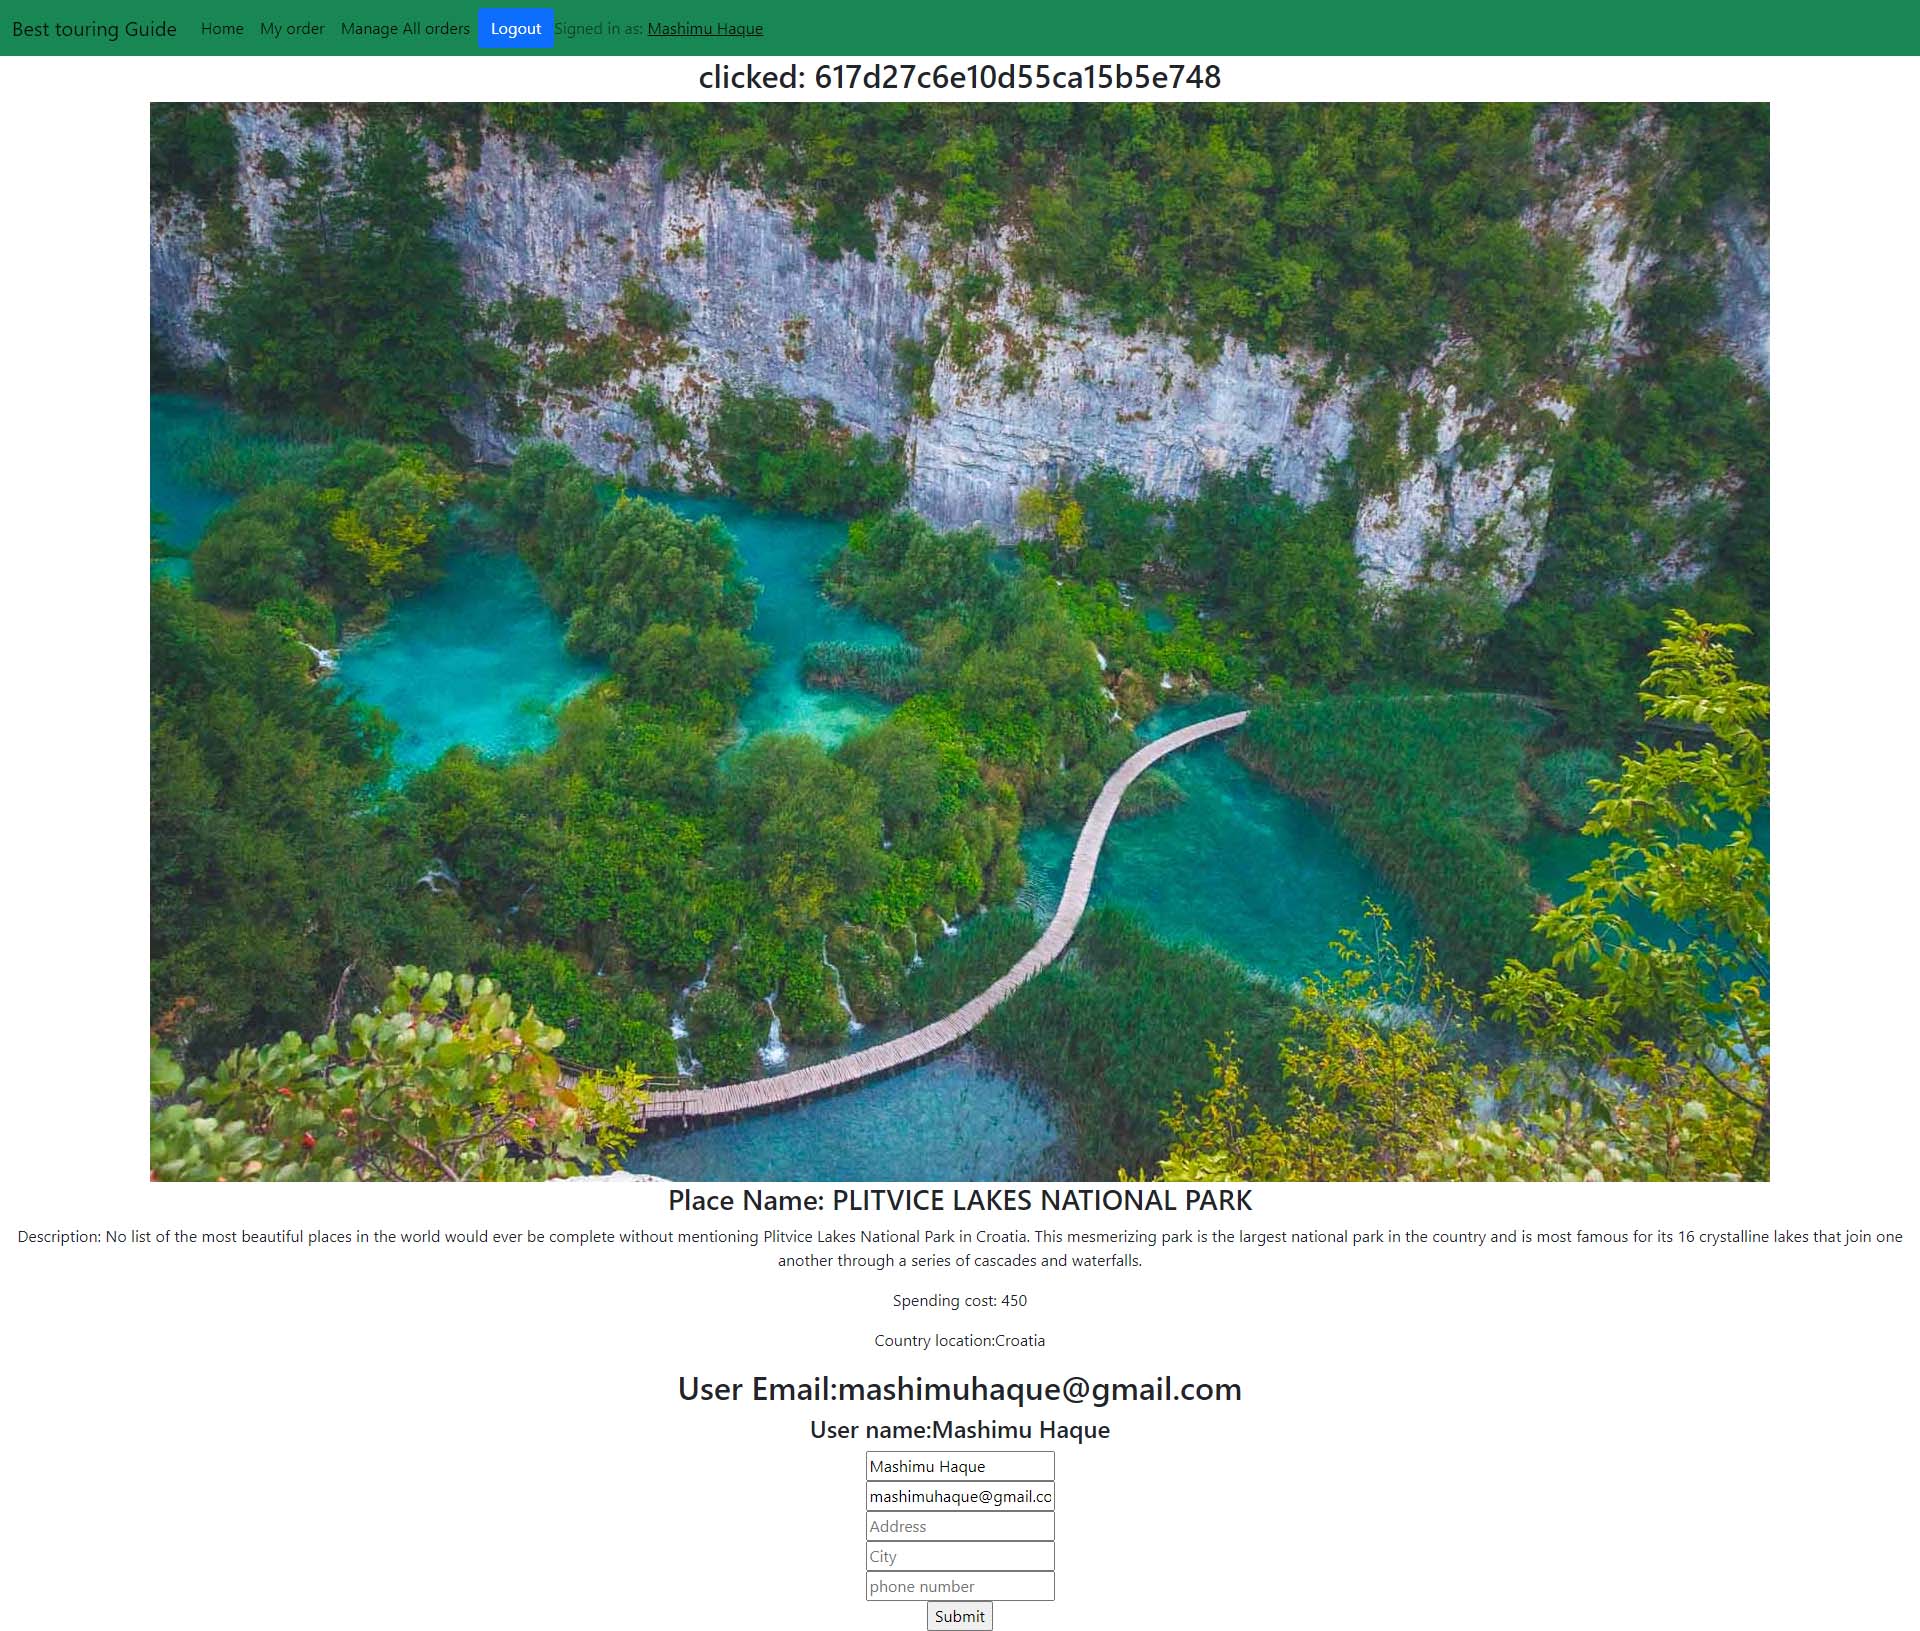 Best touring Guide Home My order Manage All orders Logout Signed in as: Mashimu Haque
clicked: 617d27c6e10d55ca15b5e748
Place Name: PLITVICE LAKES NATIONAL PARK
Description: No list of the most beautiful places in the world would ever be complete without mentioning Plitvice Lakes National Park in Croatia. This mesmerizing park is the largest national park in the country and is most famous for its 16 crystalline lakes that join one
another through a series of cascades and waterfalls.
Spending cost: 450
Country location:Croatia
User Email:mashimuhaque@gmail.com
User name:Mashimu Haque
Mashimu Haque
mashimuhaque@gmail.co
Address
City
phone number
Submit